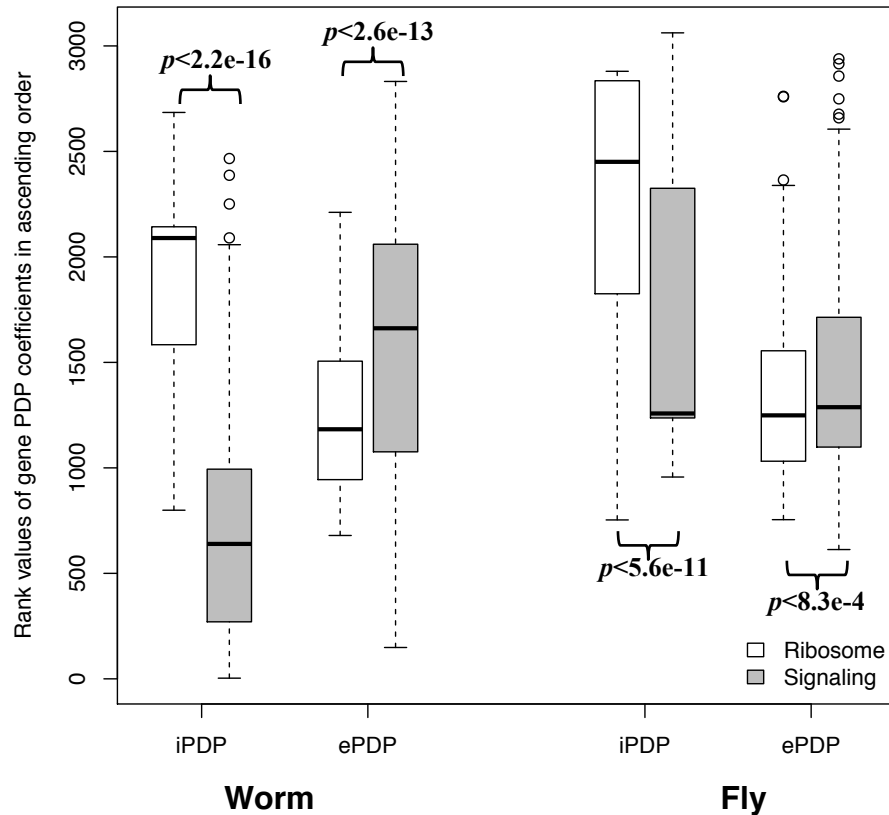 Rank values of gene PDP coefficients in ascending order
3000
2500
2000
1500
1000
500
0
p<2.2e-16
p<2.6e-13
p<5.6e-11
p<8.3e-4
Ribosome
Signaling
iPDP
ePDP
iPDP
ePDP
Worm
Fly